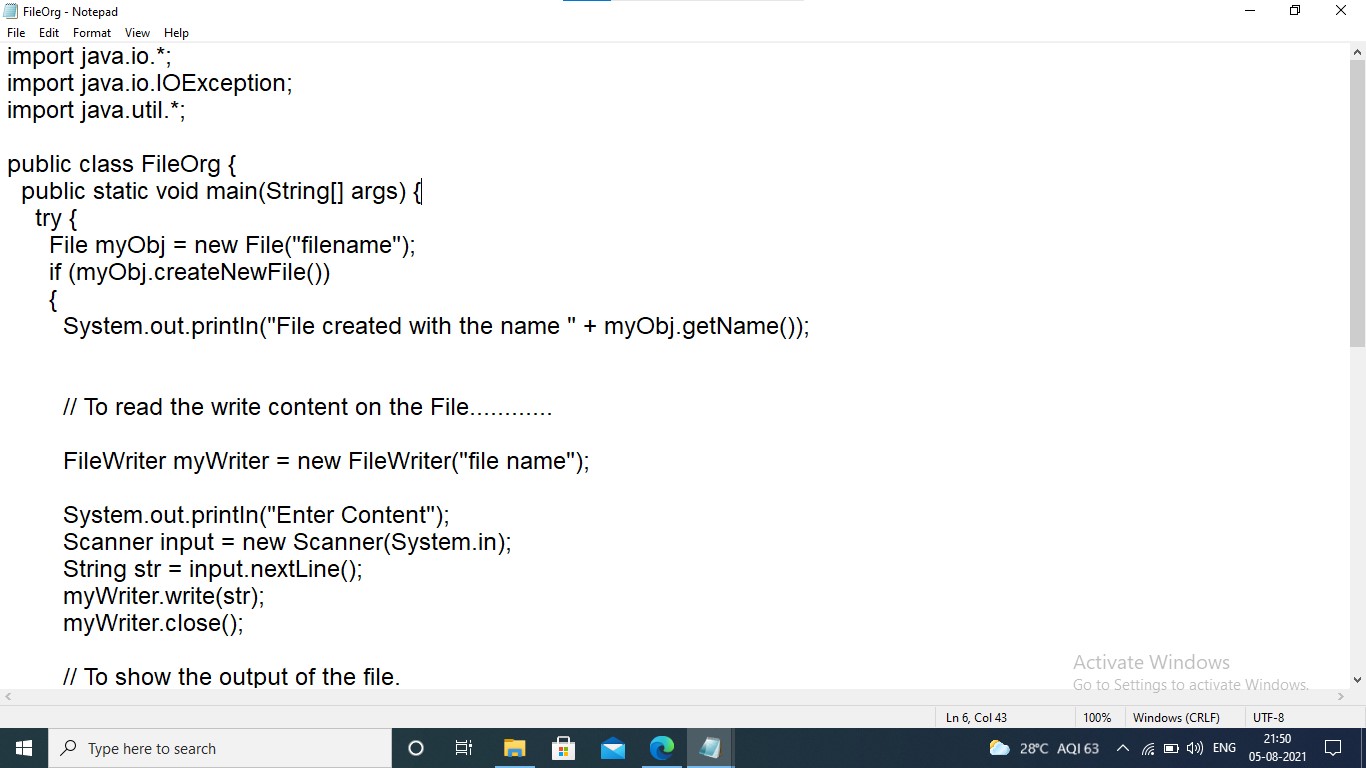 FileOrg - Notepad
File Edit Format View Help
import java.io.*;
import java.io.IOException;
import java.util.*;
public class FileOrg {
public static void main(String[] args) {
try {
File myObj = new File("filename");
if (myObj.createNewFile())
{
System.out.println("File created with the name " + myObj.getName());
// To read the write content on the File............
FileWriter myWriter = new FileWriter("file name");
System.out.println("Enter Content");
Scanner input = new Scanner(System.in);
String str = input.nextLine();
myWriter.write(str);
myWriter.close();
// To show the output of the file.
Activate Windows
Go to Settings to activate Windows.
Ln 6, Col 43 100% Windows (CRLF) UTF-8
Type here to search 28°C AQI 63 ENG 21:50
05-08-2021